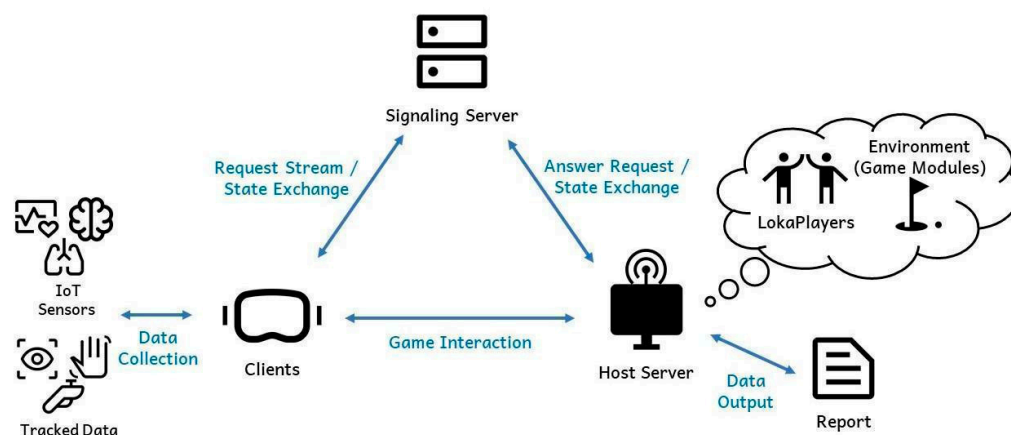 Signaling Server
Request Stream /
State Exchange
Answer Request /
State Exchange
Environment
(Game Modules)
LokaPlayers
IoT
Sensors
Data
Collection
Clients
Game Interaction
Host Server
Data
Output
Report
Tracked Data